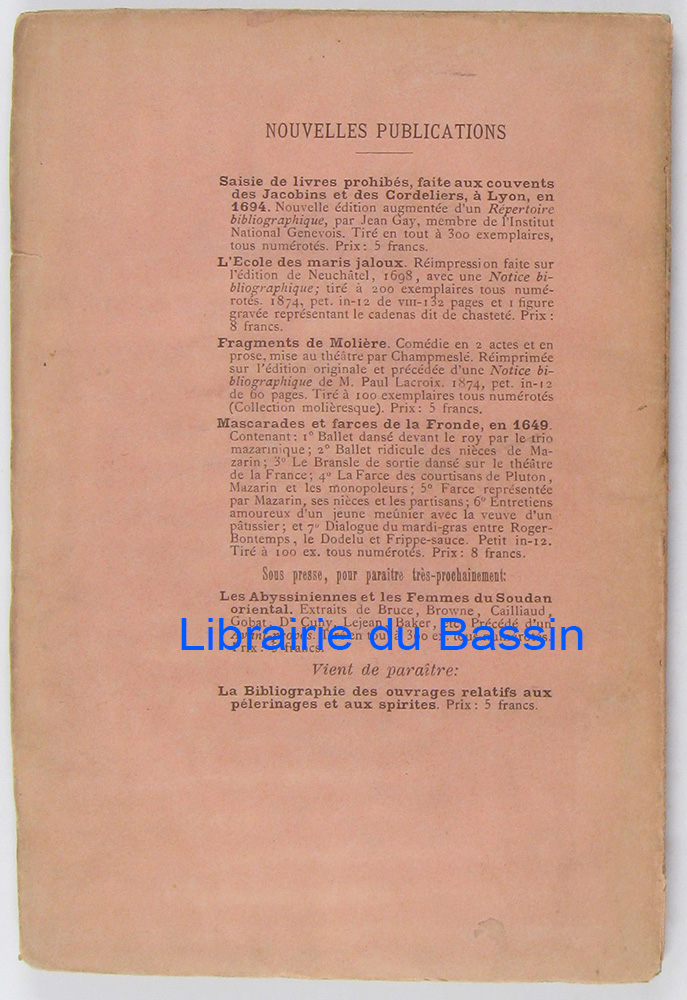 NOUVELLES PUBLICATIONS
Saisie de livres prohibés, faite aux couvents
des Jacobins et des Cordeliers, à Lyon, en
1694. Nouvelle édition augmentée d'un Répertoire
bibliographique, par Jean Gay, membre de l'Institut
National Genevois. Tiré en tout à 300 exemplaires,
tous numérotés. Prix: 5 francs.
L'Ecole des maris jaloux. Réimpression faite sur
l'édition de Neuchâtel, 1698, avec une Notice bi-
bliographique; tiré à 200 exemplaires tous numé-
rotés. 1874, pet. in-12 de VIII-132 pages et 1 figure
gravée représentant le cadenas dit de chasteté. Prix:
8 francs.
Fragments de Molière. Comédie en 2 actes et en
prose, mise au théâtre par Champmeslé. Réimprimée
sur l'édition originale et précédée d'une Notice bi-
bliographique de M. Paul Lacroix. 1874, pet. in-12
de 60 pages. Tiré à 100 exemplaires tous numérotés
(Collection moliéresque). Prix: 5 francs.
Mascarades et farces de la Fronde, en 1649.
Contenant: 1° Ballet dansé devant le roy par le trio
mazarinique; 2° Ballet ridicule des nièces de Ma-
zarin; 3° Le Bransle de sortie dansé sur le théâtre
de la France; 4° La Farce des courtisans de Pluton,
Mazarin et les monopoleurs; 5° Farce représentée
par Mazarin, ses nièces et les partisans; 6° Entretiens
amoureux d'un jeune meûnier avec la veuve d'un
pâtissier; et 7° Dialogue du mardi-gras entre Roger-
Bontemps, le Dodelu et Frippe-sauce. Petit in-12.
Tiré à 100 ex. tous numérotés. Prix: 8 francs.
Sous presse, pour paraître très-prochainement:
Les Abyssiniennes et les Femmes du Soudan
oriental. Extraits de Bruce, Browne, Cailliaud,
Gobat, Dr Cuny, Lejean, Baker, etc. Précédé d'un
Avant-propos. Tiré en tout à 300 ex. tous numérotés.
Prix: francs.
Librairie du Bassin
Vient de paraître:
La Bibliographie des ouvrages relatifs aux
pélerinages et aux spirites. Prix: 5 francs.